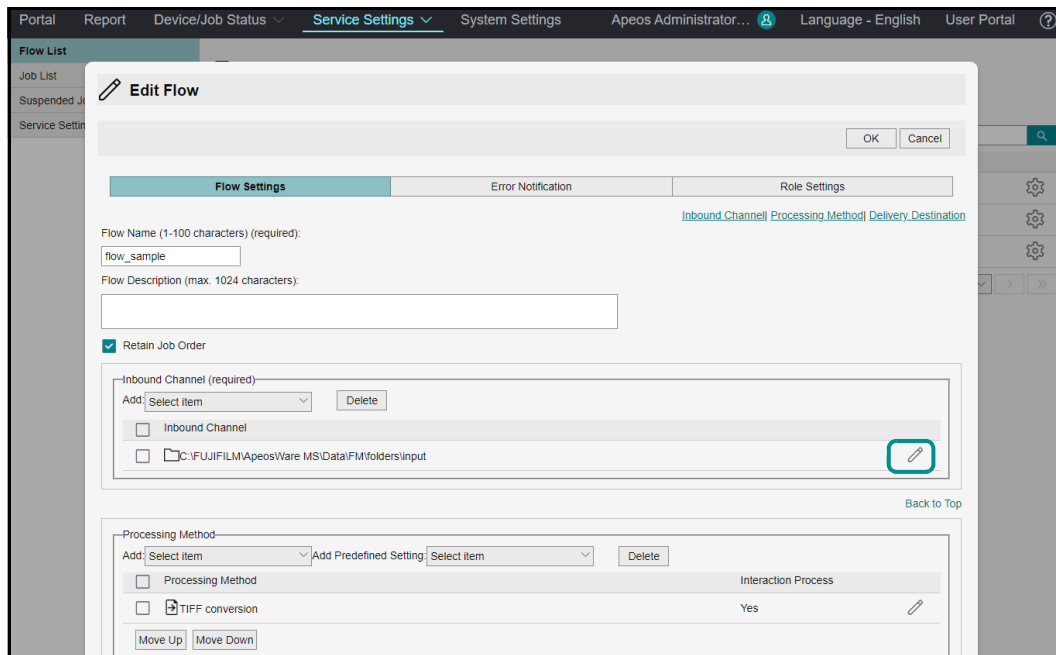 Portal Report Device/Job Status Service Settings System Settings Apeos Administrator... Language - English User Portal ?
Flow List
Job List
Suspended Jo
Service Settin
Edit Flow
OK Cancel
Flow Settings Error Notification Role Settings
Inbound Channel| Processing Method| Delivery Destination
Flow Name (1-100 characters) (required):
flow_sample
Flow Description (max. 1024 characters):
Retain Job Order
Inbound Channel (required)
Add: Select item Delete
Inbound Channel
C:\FUJIFILM\ApeosWare MS\Data\FM\folders\input
Back to Top
Processing Method
Add: Select item Add Predefined Setting: Select item Delete
Processing Method Interaction Process
TIFF conversion Yes
Move Up Move Down